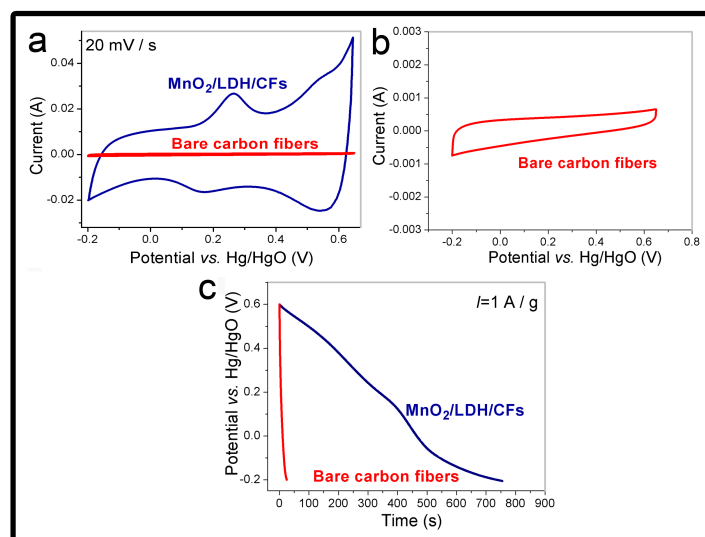 a
20 mV / s
MnO₂/LDH/CFs
Bare carbon fibers
Current (A)
0.04
0.02
0.00
-0.02
-0.2 0.0 0.2 0.4 0.6
Potential vs. Hg/HgO (V)
b
Bare carbon fibers
Current (A)
0.003
0.002
0.001
0.000
-0.001
-0.002
-0.003
-0.2 0.0 0.2 0.4 0.6 0.8
Potential vs. Hg/HgO (V)
c
I=1 A / g
MnO₂/LDH/CFs
Bare carbon fibers
Potential vs. Hg/HgO (V)
0.6
0.4
0.2
0.0
-0.2
0 100 200 300 400 500 600 700 800 900
Time (s)